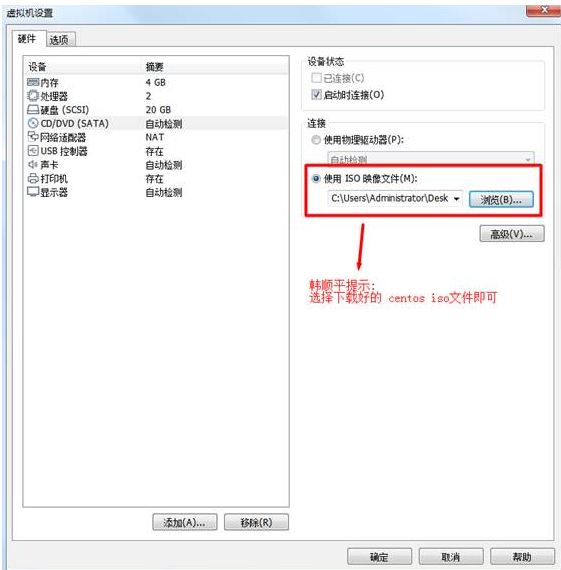 虚拟机设置
硬件 选项
设备 摘要
内存 4 GB
处理器 2
硬盘 (SCSI) 20 GB
CD/DVD (SATA) 自动检测
网络适配器 NAT
USB 控制器 存在
声卡 自动检测
打印机 存在
显示器 自动检测
添加(A)... 移除(R)
设备状态
已连接(C)
启动时连接(O)
连接
使用物理驱动器(P):
自动检测
使用 ISO 映像文件(M):
C:\Users\Administrator\Desk 浏览(B)...
高级(V)...
韩顺平提示:
选择下载好的 centos iso文件即可
确定 取消 帮助